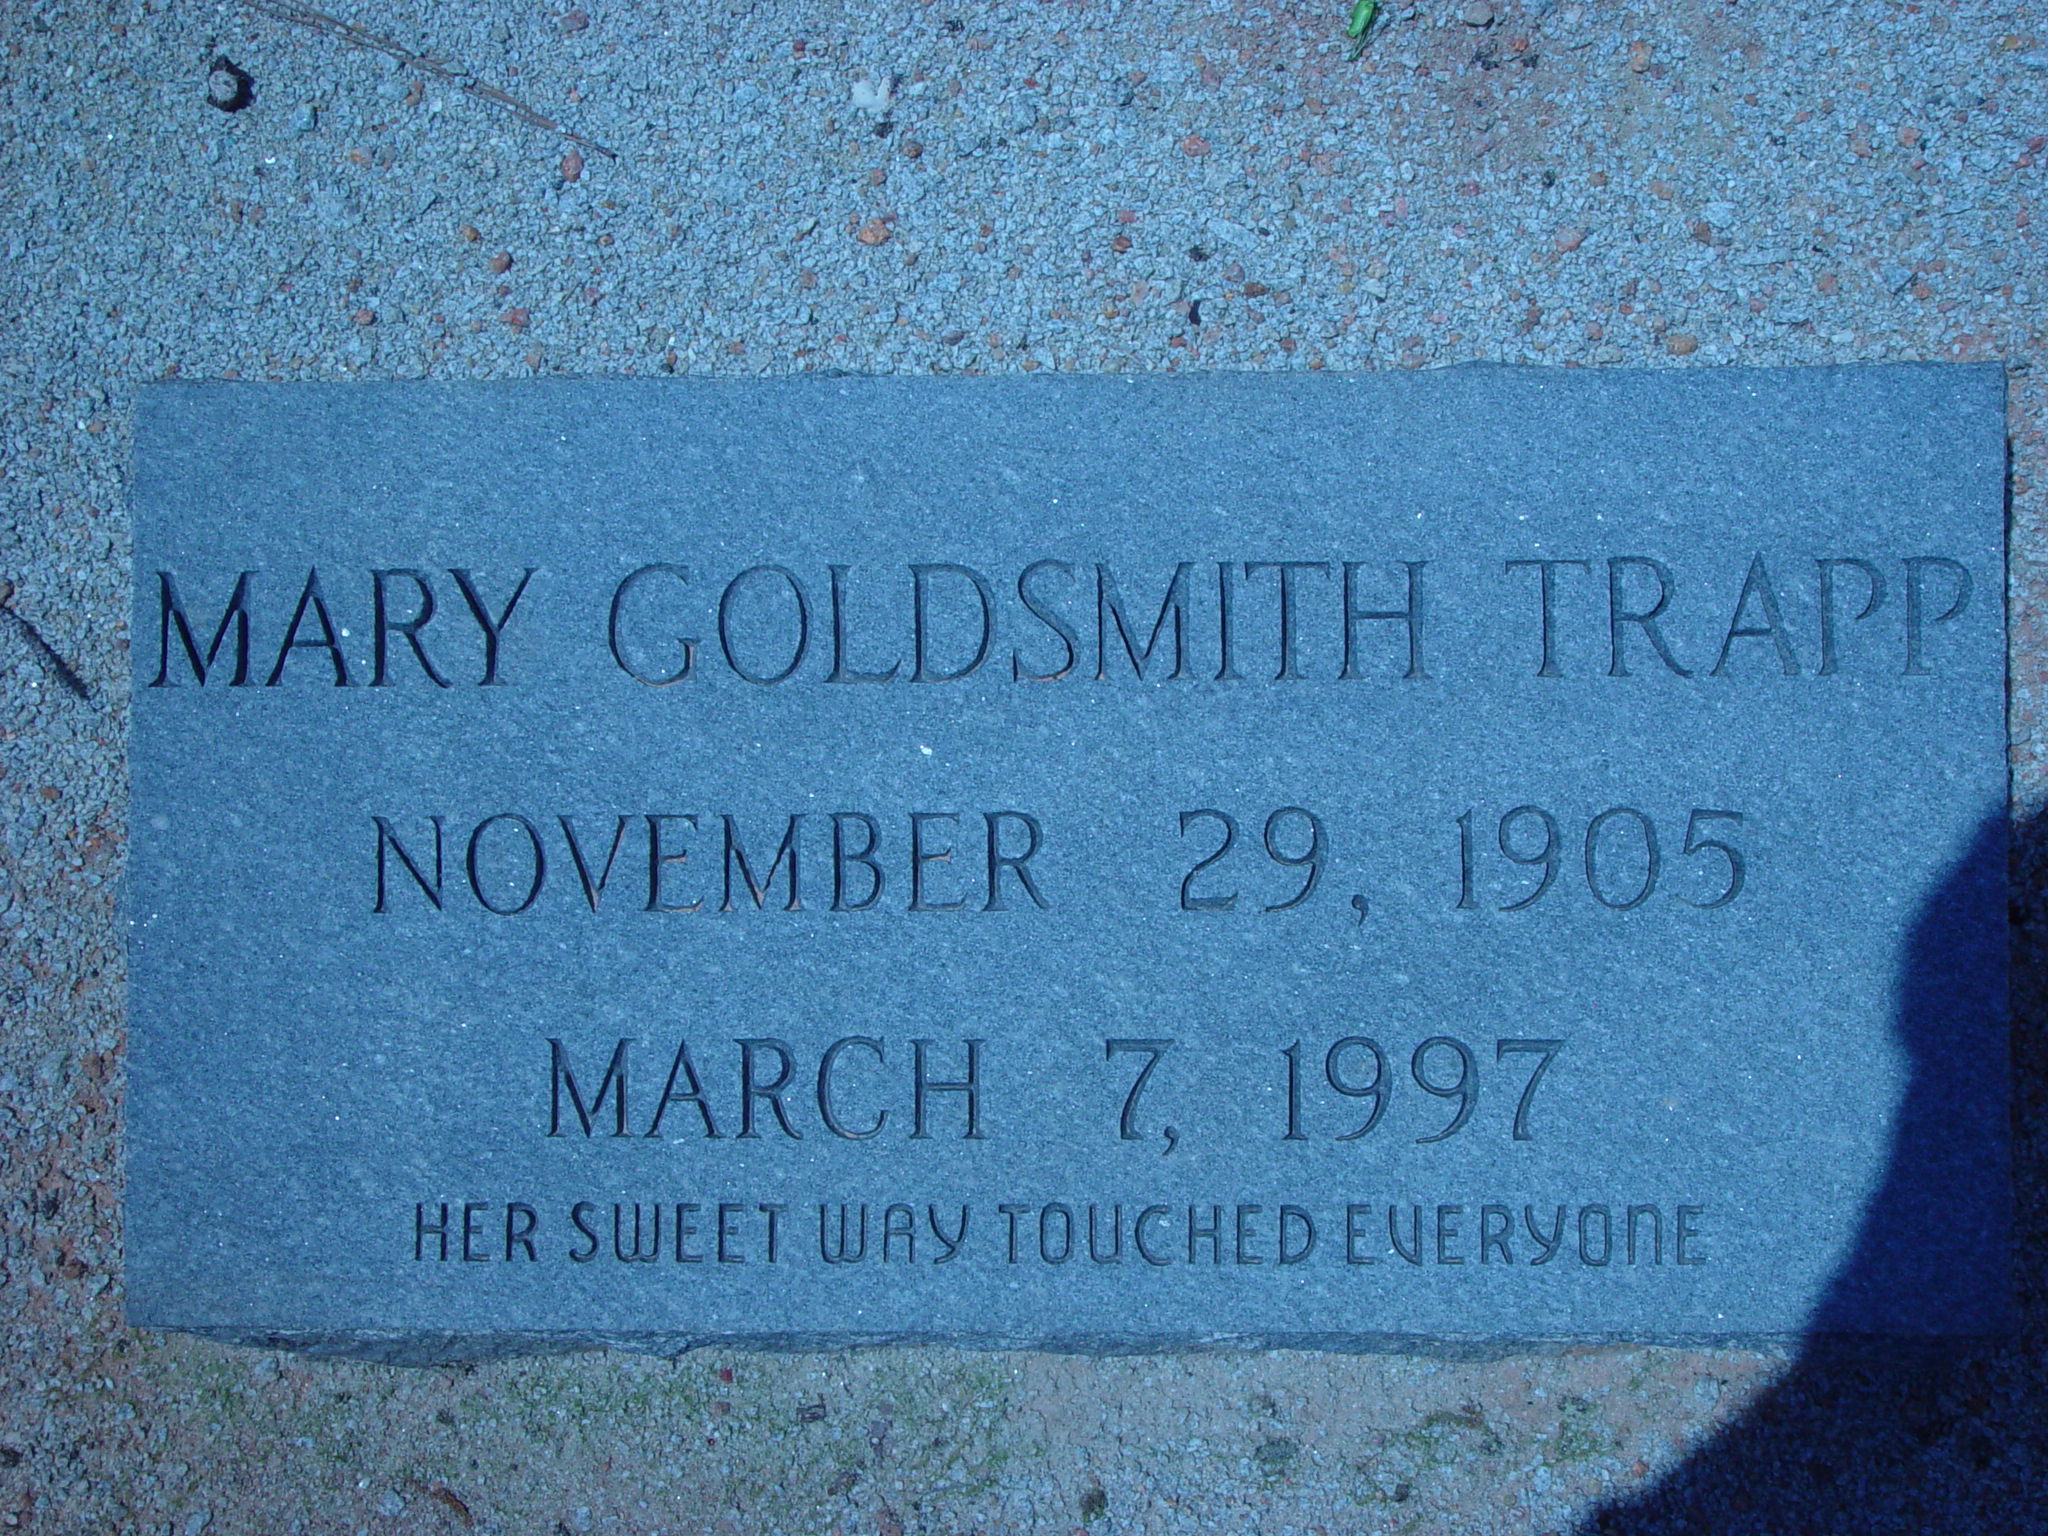 MARY GOLDSMITH TRAPP
NOVEMBER 29, 1905
MARCH 7, 1997
HER SWEET WAY TOUCHED EVERYONE